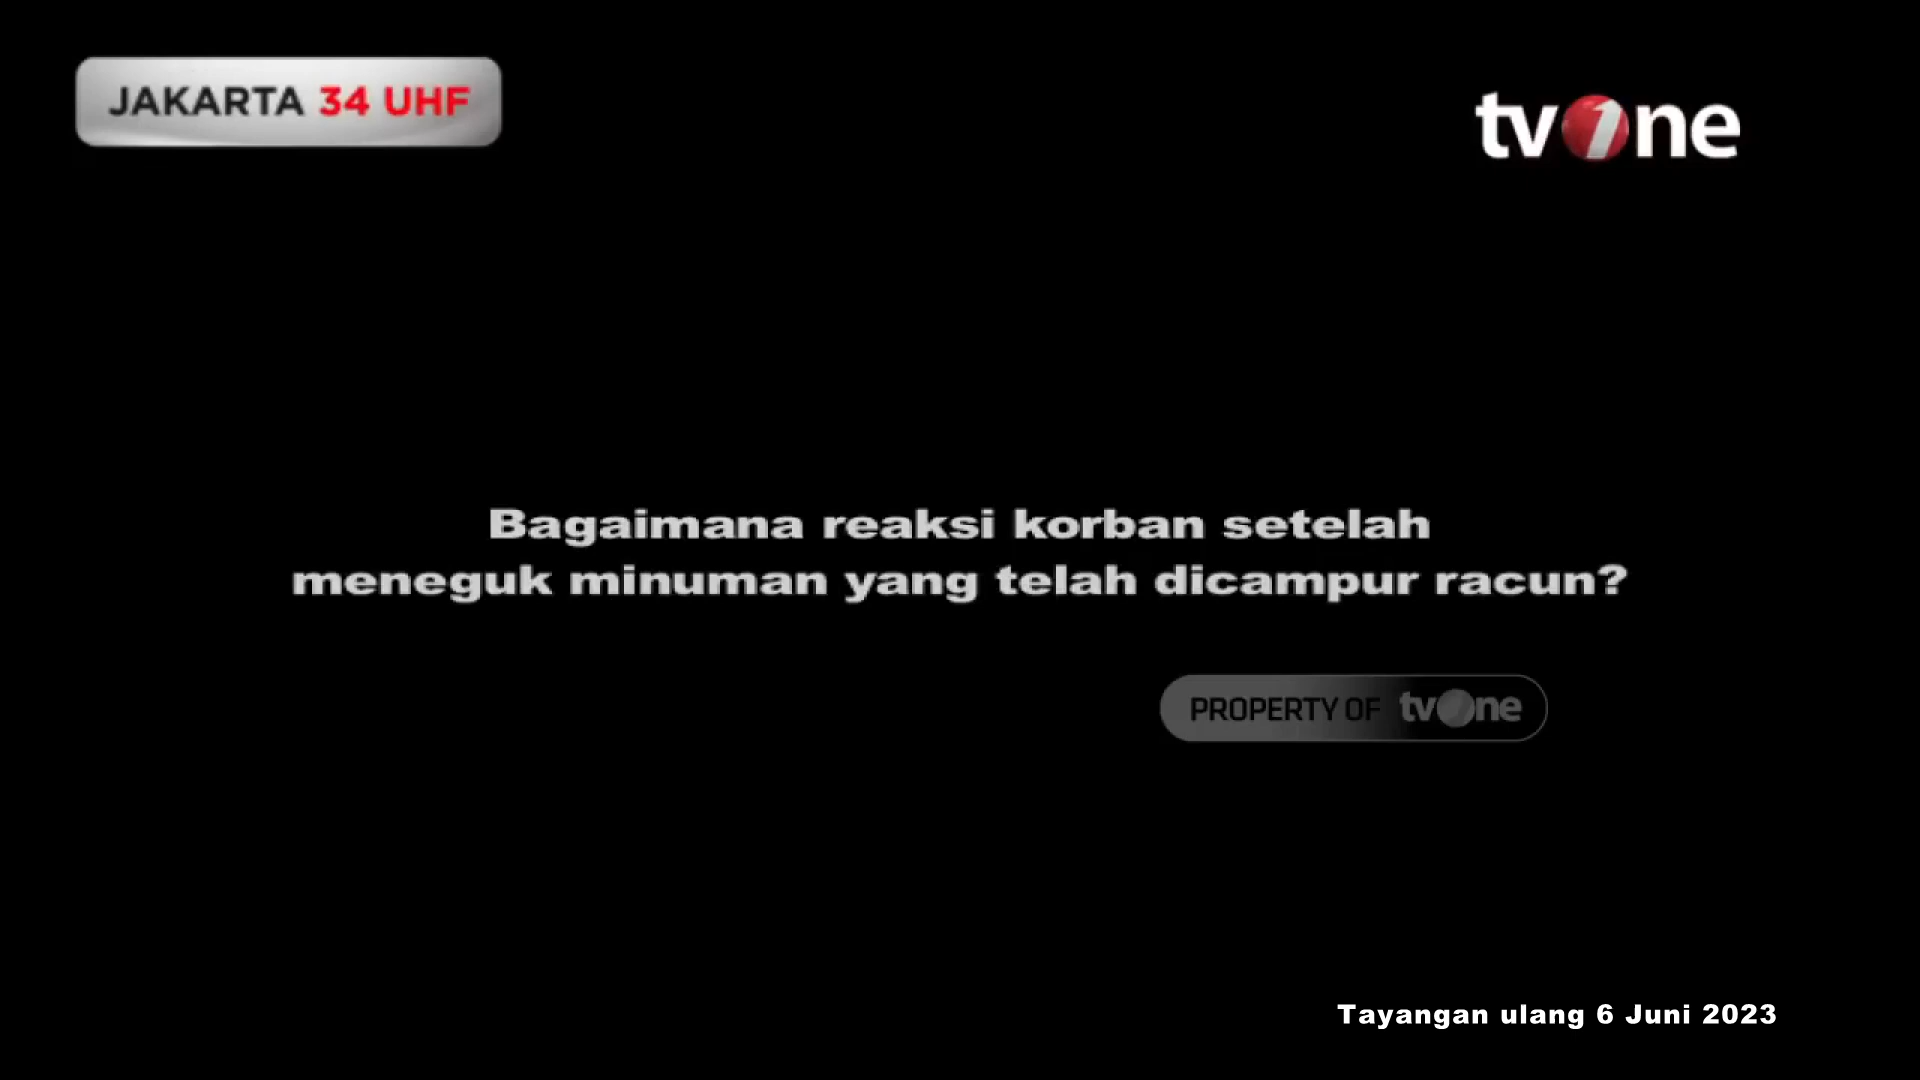 JAKARTA 34 UHF
tvOne
Bagaimana reaksi korban setelah
meneguk minuman yang telah dicampur racun?
PROPERTY OF tvOne
Tayangan ulang 6 Juni 2023